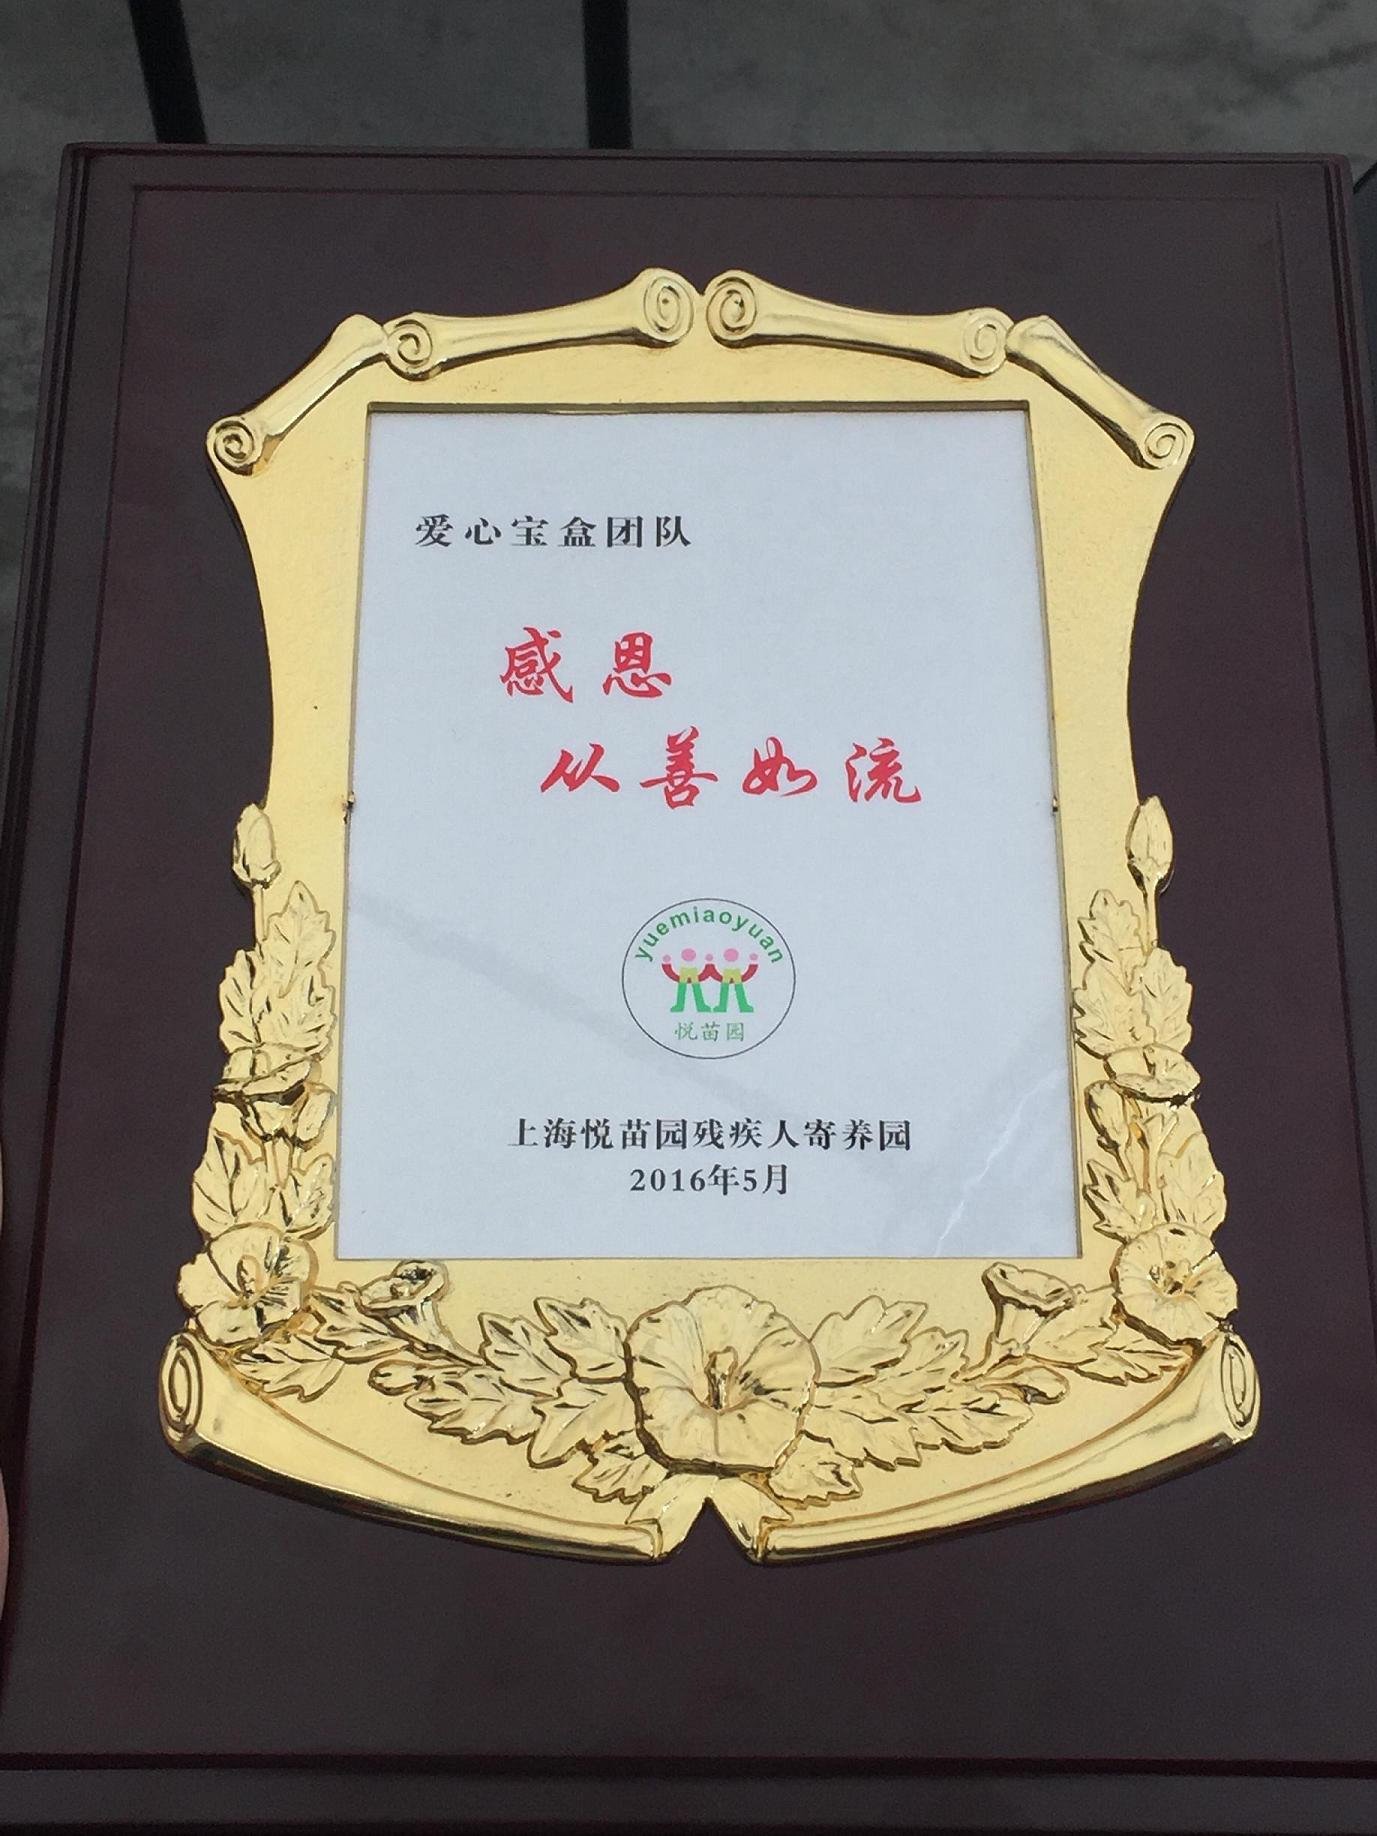 爱心宝盒团队
感恩
从善如流
yuemiaoyuan
悦苗园
上海悦苗园残疾人寄养园
2016年5月